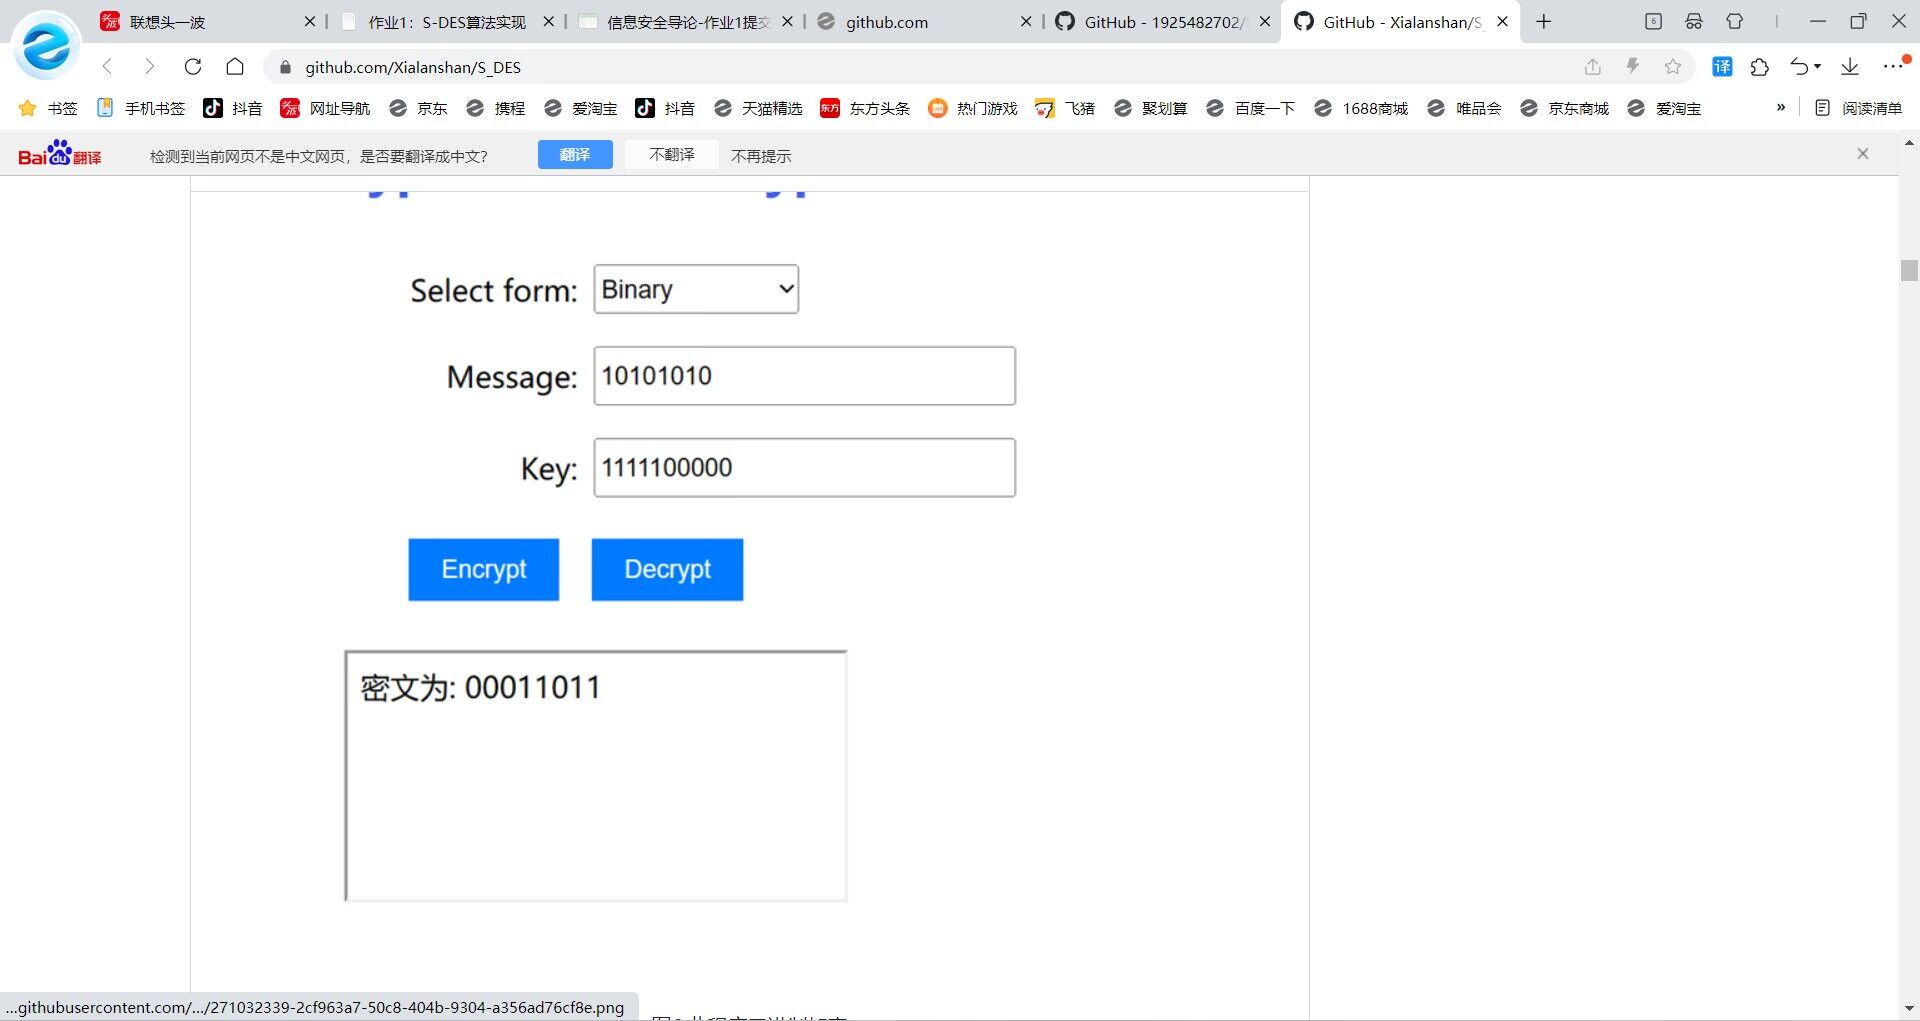 联想头一波
作业1：S-DES算法实现
信息安全导论-作业1提交
github.com
GitHub - 1925482702/
GitHub - Xialanshan/S_
6
github.com/Xialanshan/S_DES
译
书签
手机书签
抖音
网址导航
京东
携程
爱淘宝
抖音
天猫精选
东方
东方头条
热门游戏
飞猪
聚划算
百度一下
1688商城
唯品会
京东商城
爱淘宝
»
阅读清单
Bai du 翻译
检测到当前网页不是中文网页，是否要翻译成中文？
翻译
不翻译
不再提示
Select form:
Binary
Message:
10101010
Key:
1111100000
Encrypt
Decrypt
密文为: 00011011
...githubusercontent.com/.../271032339-2cf963a7-50c8-404b-9304-a356ad76cf8e.png